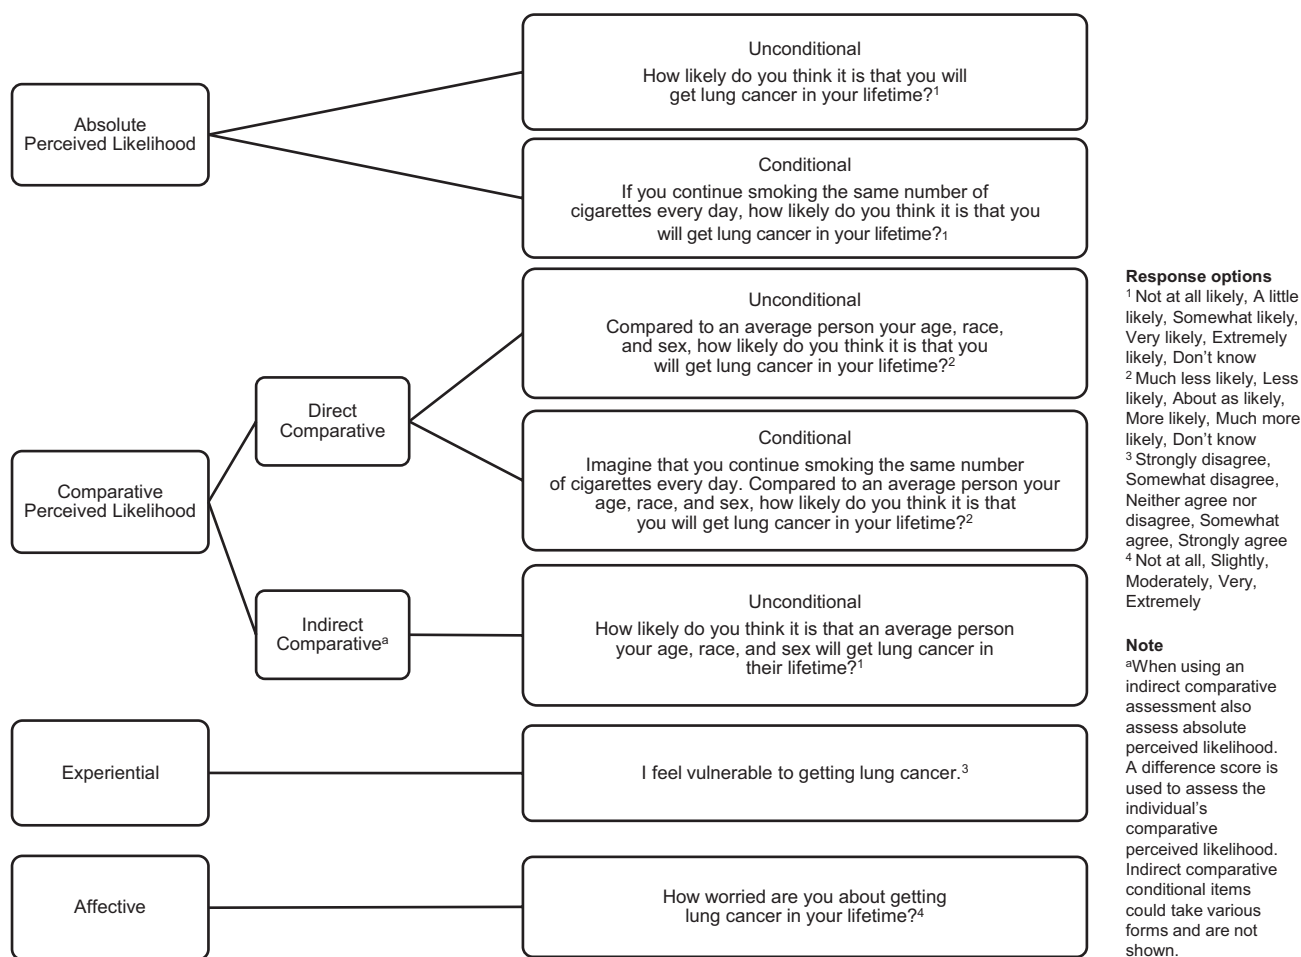 Absolute
Perceived Likelihood
Unconditional
How likely do you think it is that you will
get lung cancer in your lifetime?¹
Conditional
If you continue smoking the same number of
cigarettes every day, how likely do you think it is that you
will get lung cancer in your lifetime?₁
Comparative
Perceived Likelihood
Direct
Comparative
Unconditional
Compared to an average person your age, race,
and sex, how likely do you think it is that you
will get lung cancer in your lifetime?²
Conditional
Imagine that you continue smoking the same number
of cigarettes every day. Compared to an average person your
age, race, and sex, how likely do you think it is that
you will get lung cancer in your lifetime?²
Indirect
Comparativeᵃ
Unconditional
How likely do you think it is that an average person
your age, race, and sex will get lung cancer in
their lifetime?¹
Experiential
I feel vulnerable to getting lung cancer.³
Affective
How worried are you about getting
lung cancer in your lifetime?⁴
Response options
¹ Not at all likely, A little
likely, Somewhat likely,
Very likely, Extremely
likely, Don’t know
² Much less likely, Less
likely, About as likely,
More likely, Much more
likely, Don’t know
³ Strongly disagree,
Somewhat disagree,
Neither agree nor
disagree, Somewhat
agree, Strongly agree
⁴ Not at all, Slightly,
Moderately, Very,
Extremely
Note
ᵃWhen using an
indirect comparative
assessment also
assess absolute
perceived likelihood.
A difference score is
used to assess the
individual’s
comparative
perceived likelihood.
Indirect comparative
conditional items
could take various
forms and are not
shown.